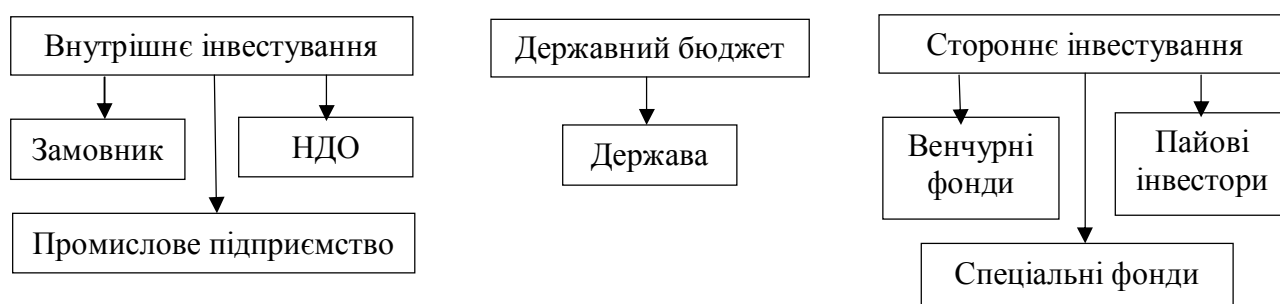 Внутрішнє інвестування
Державний бюджет
Стороннє інвестування
Замовник
НДО
Держава
Венчурні
фонди
Пайові
інвестори
Промислове підприємство
Спеціальні фонди